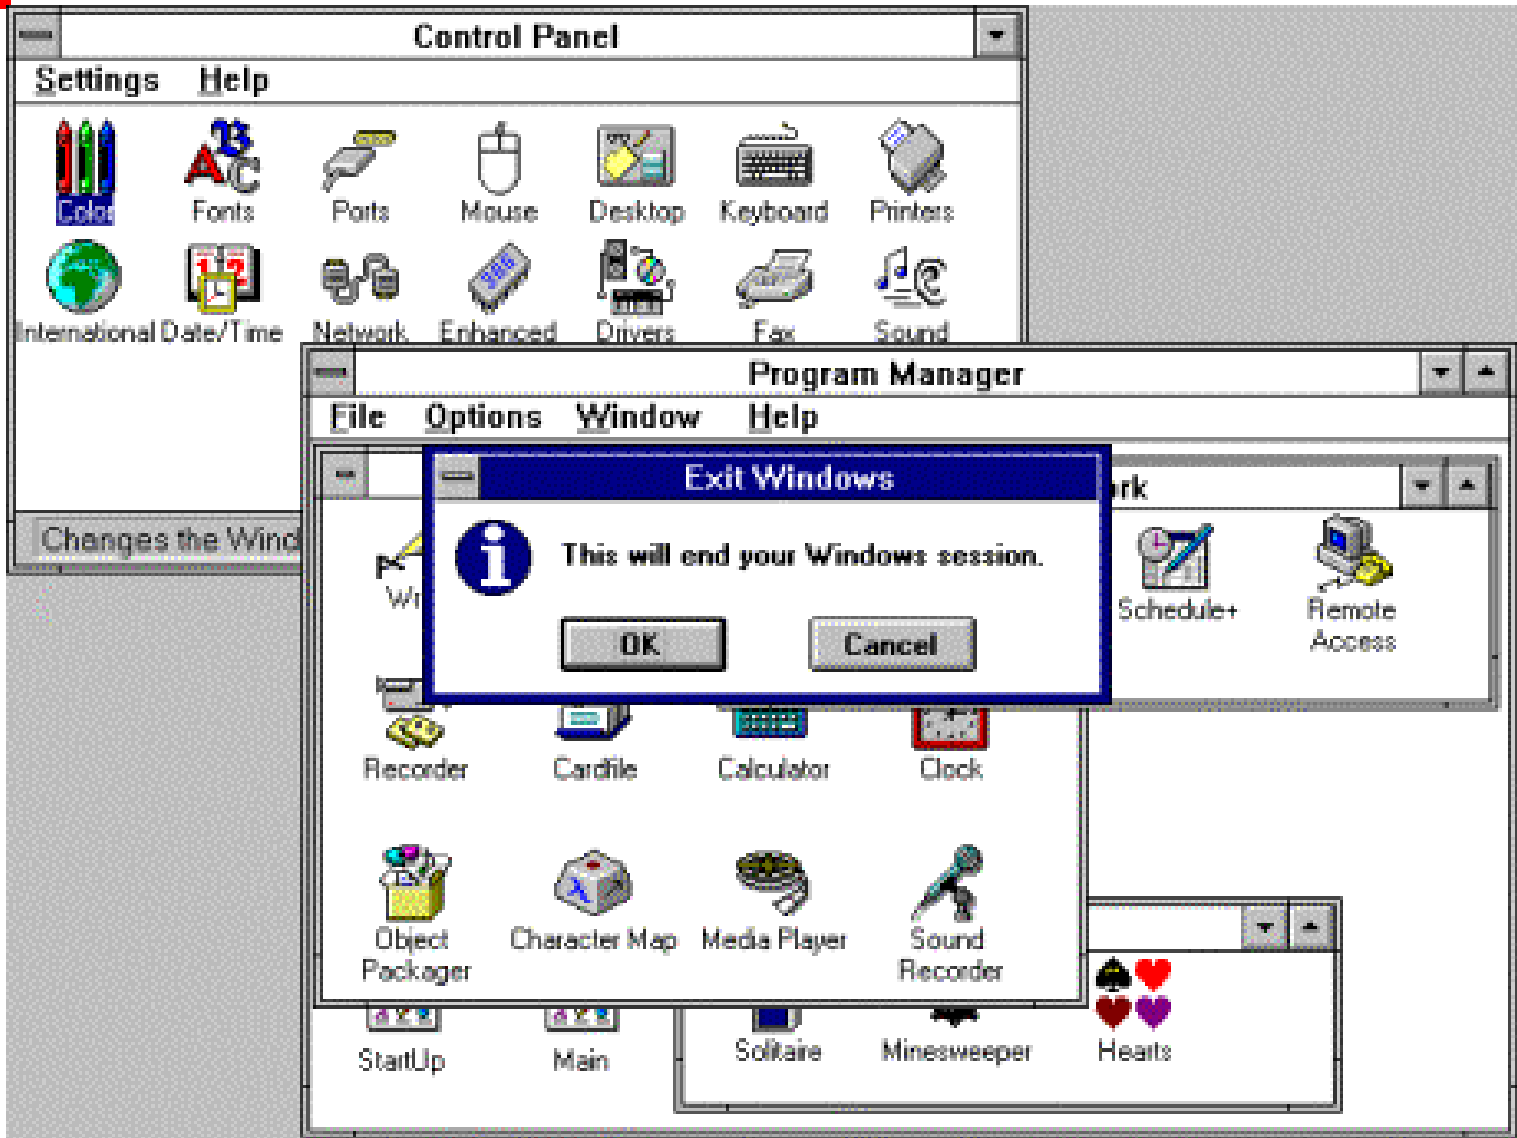 Control Panel
Settings Help
Color Fonts Ports Mouse Desktop Keyboard Printers
International Date/Time Network Enhanced Drivers Fax Sound
Changes the Wind
Program Manager
File Options Window Help
Exit Windows
rk
This will end your Windows session.
OK Cancel
Wr
Schedule+ Remote
Access
Recorder Cardfile Calculator Clock
Object Character Map Media Player Sound
Packager Recorder
StartUp Main Solitaire Minesweeper Hearts